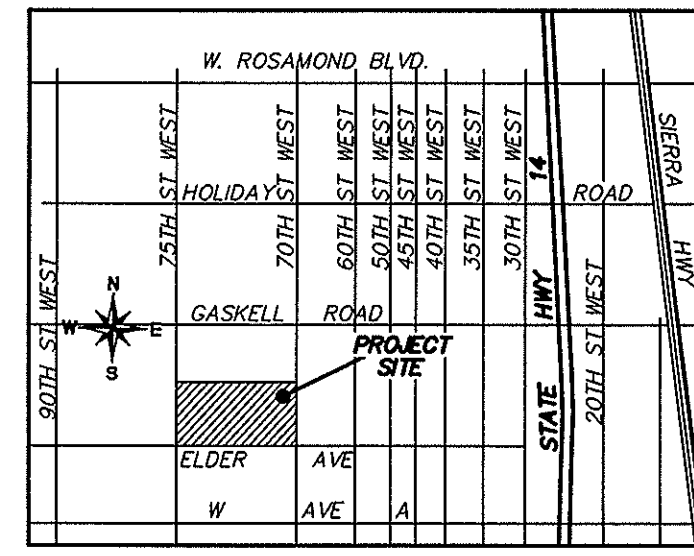 W. ROSAMOND BLVD.
90TH ST WEST
75TH ST WEST
70TH ST WEST
60TH ST WEST
50TH ST WEST
45TH ST WEST
40TH ST WEST
35TH ST WEST
30TH ST WEST
STATE HWY 14
20TH ST WEST
SIERRA HWY
HOLIDAY ROAD
N
W E
S
GASKELL ROAD
PROJECT
SITE
ELDER AVE
W AVE A